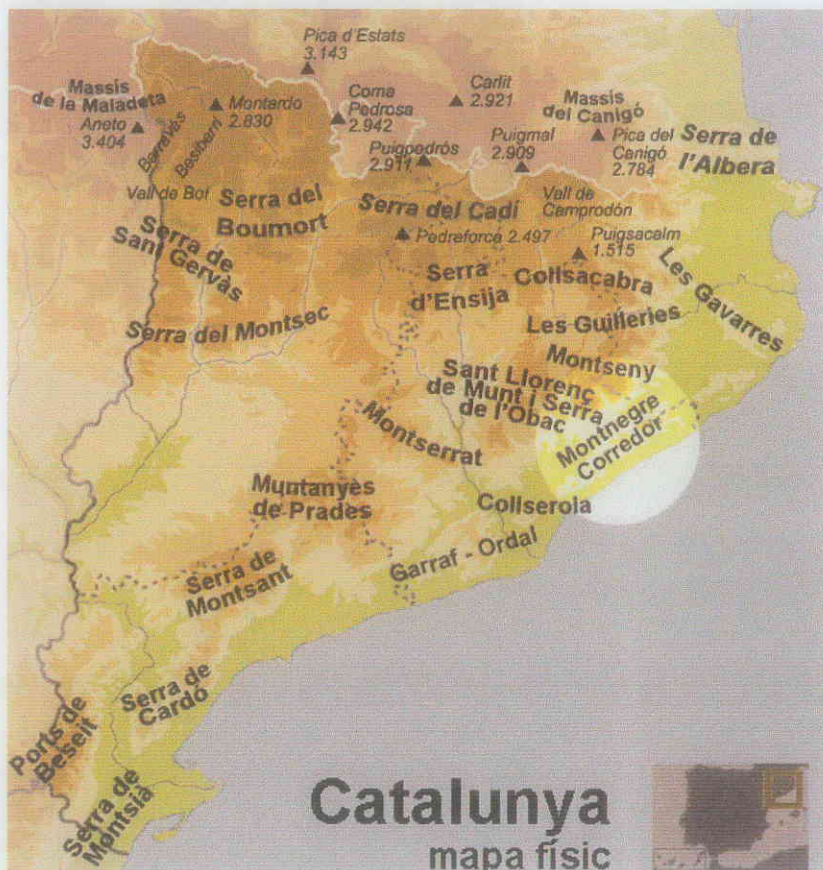 Pica d'Estats
3.143
Massís
de la Maladeta
Aneto
3.404
Montardo
2.830
Coma
Pedrosa
2.942
Carlit
2.921
Massís
del Canigó
Pica del
Canigó
2.784
Serra de
l'Albera
Barravés
Besiberri
Puigpedrós
2.911
Puigmal
2.909
Vall de Boí
Serra del
Boumort
Serra del Cadí
Vall de
Camprodón
Pedraforca 2.497
Puigsacalm
1.515
Serra de
Sant Gervàs
Serra
d'Ensija
Collsacabra
Les Gavarres
Serra del Montsec
Les Guilleries
Montseny
Sant Llorenç
de Munt i Serra
de l'Obac
Montnegre
Corredor
Montserrat
Muntanyes
de Prades
Collserola
Garraf - Ordal
Serra de
Montsant
Serra de
Cardó
Ports de
Beseit
Serra de
Montsià
Catalunya
mapa físic